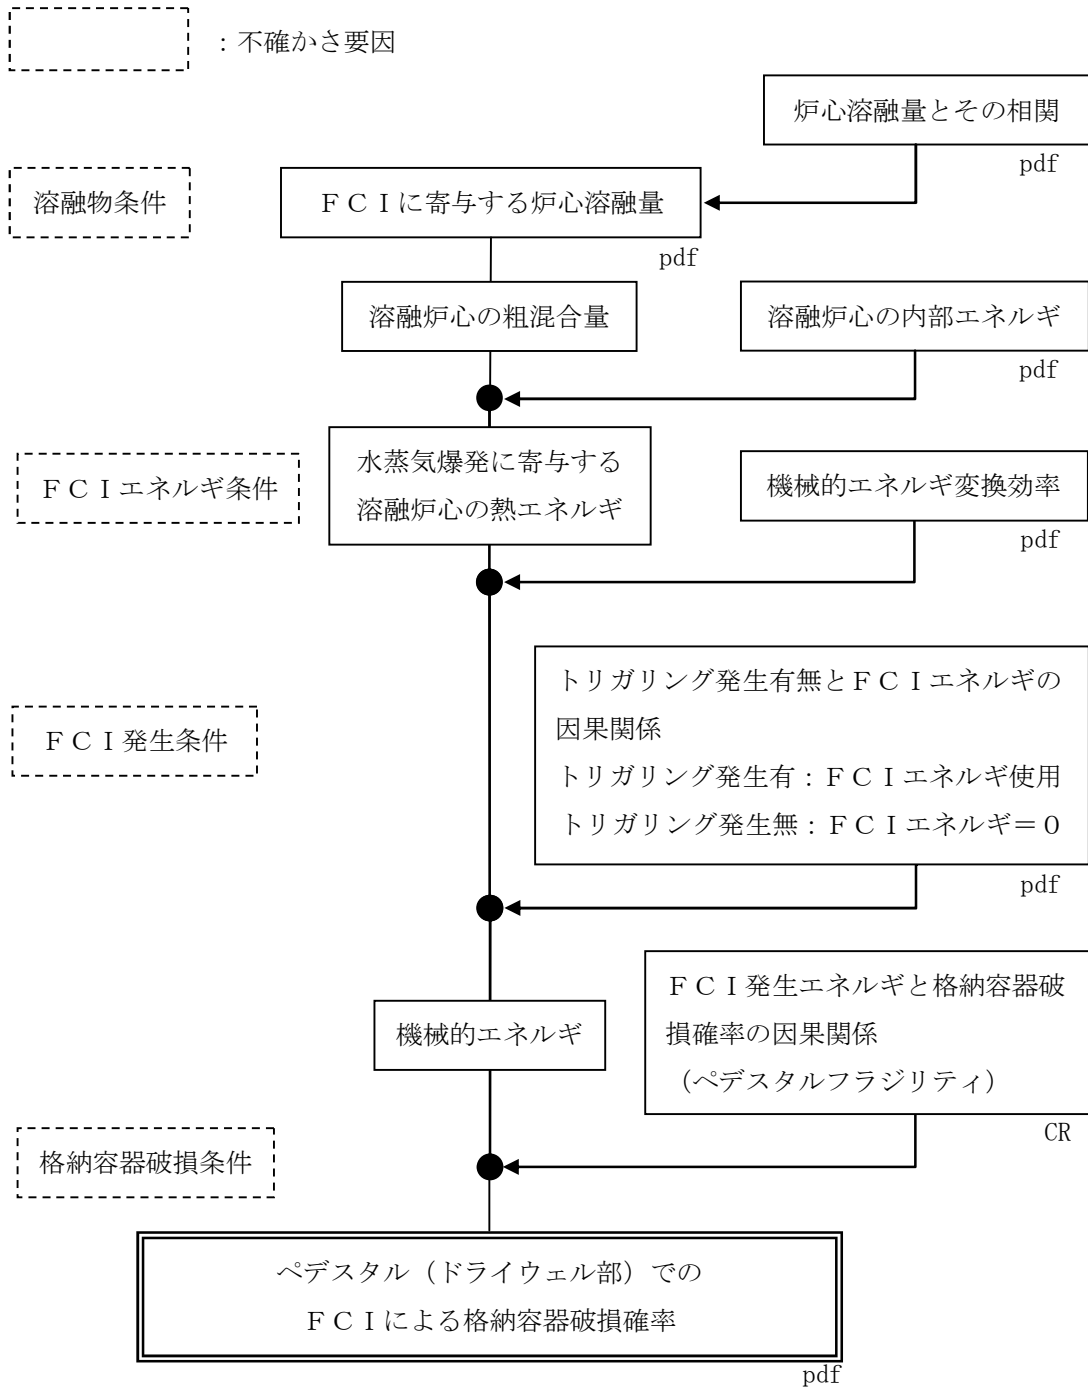 ：不確かさ要因
炉心溶融量とその相関
pdf
溶融物条件
ＦＣＩに寄与する炉心溶融量
pdf
溶融炉心の粗混合量
溶融炉心の内部エネルギ
pdf
ＦＣＩエネルギ条件
水蒸気爆発に寄与する
溶融炉心の熱エネルギ
機械的エネルギ変換効率
pdf
トリガリング発生有無とＦＣＩエネルギの
因果関係
トリガリング発生有：ＦＣＩエネルギ使用
トリガリング発生無：ＦＣＩエネルギ＝０
pdf
ＦＣＩ発生条件
ＦＣＩ発生エネルギと格納容器破
損確率の因果関係
（ペデスタルフラジリティ）
CR
機械的エネルギ
格納容器破損条件
ペデスタル（ドライウェル部）での
ＦＣＩによる格納容器破損確率
pdf